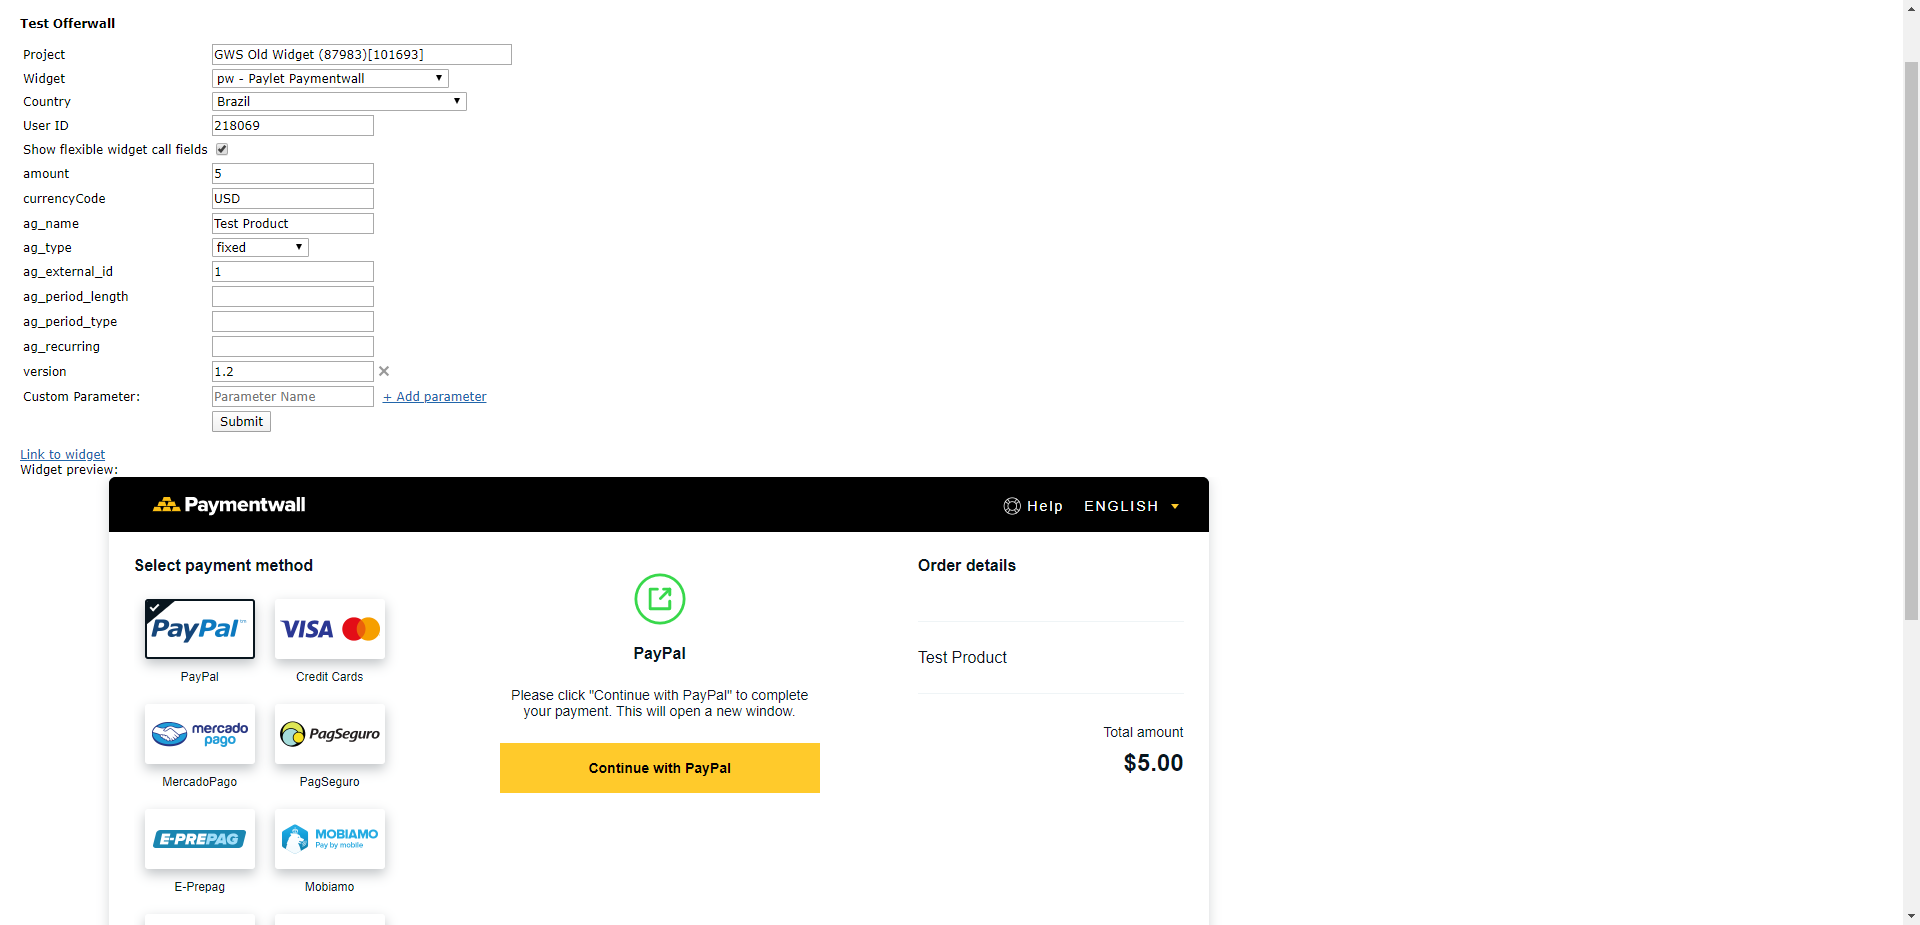 Test Offerwall
Project GWS Old Widget (87983)[101693]
Widget pw - Paylet Paymentwall
Country Brazil
User ID 218069
Show flexible widget call fields
amount 5
currencyCode USD
ag_name Test Product
ag_type fixed
ag_external_id 1
ag_period_length
ag_period_type
ag_recurring
version 1.2
Custom Parameter: Parameter Name + Add parameter
Submit
Link to widget
Widget preview:
Paymentwall Help ENGLISH
Select payment method
PayPal™
PayPal
VISA
Credit Cards
mercado
pago
MercadoPago
PagSeguro
PagSeguro
E-PREPAG
E-Prepag
MOBIAMO
Pay by mobile
Mobiamo
PayPal
Please click "Continue with PayPal" to complete
your payment. This will open a new window.
Continue with PayPal
Order details
Test Product
Total amount
$5.00